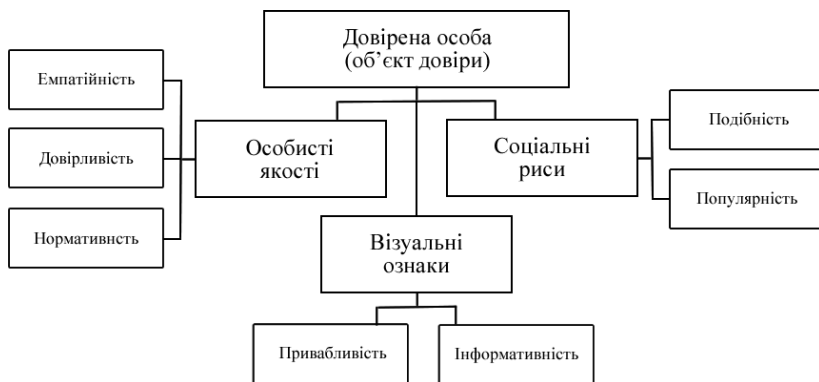 Довірена особа
(об’єкт довіри)
Емпатійність
Довірливість
Нормативнсть
Особисті
якості
Соціальні
риси
Подібність
Популярність
Візуальні
ознаки
Привабливість
Інформативність